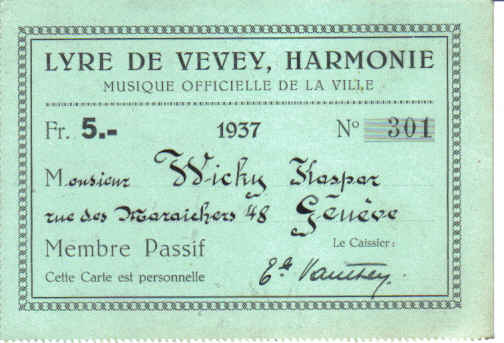 LYRE DE VEVEY, HARMONIE
MUSIQUE OFFICIELLE DE LA VILLE
Fr. 5.- 1937 Nº 301
Monsieur Wicky Kaspar
rue des Maraichers 48 Genève
Membre Passif Le Caissier:
Cette Carte est personnelle